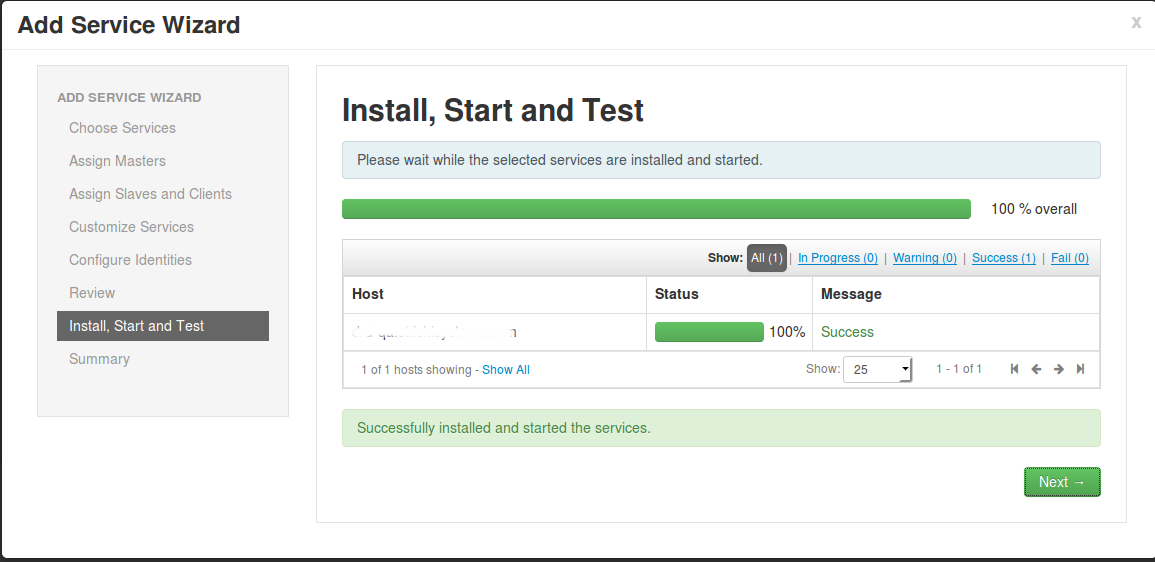 Add Service Wizard
x
ADD SERVICE WIZARD
Choose Services
Assign Masters
Assign Slaves and Clients
Customize Services
Configure Identities
Review
Install, Start and Test
Summary
Install, Start and Test
Please wait while the selected services are installed and started.
100 % overall
Show: All (1) | In Progress (0) | Warning (0) | Success (1) | Fail (0)
Host Status Message
100% Success
1 of 1 hosts showing - Show All Show: 25 1 - 1 of 1
Successfully installed and started the services.
Next →